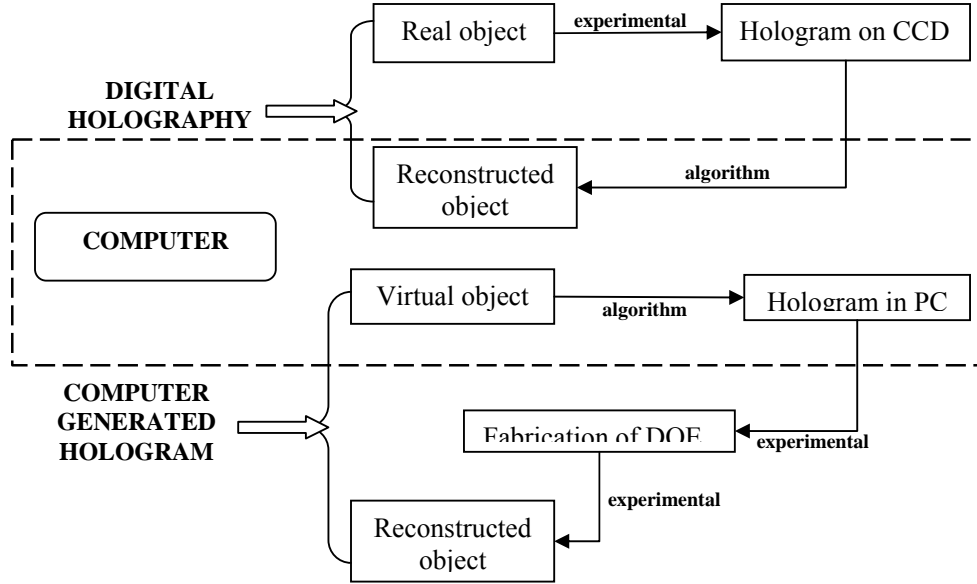 Real object
experimental
Hologram on CCD
DIGITAL
HOLOGRAPHY
Reconstructed
object
algorithm
COMPUTER
Virtual object
algorithm
Hologram in PC
COMPUTER
GENERATED
HOLOGRAM
Fabrication of DOE
experimental
experimental
Reconstructed
object